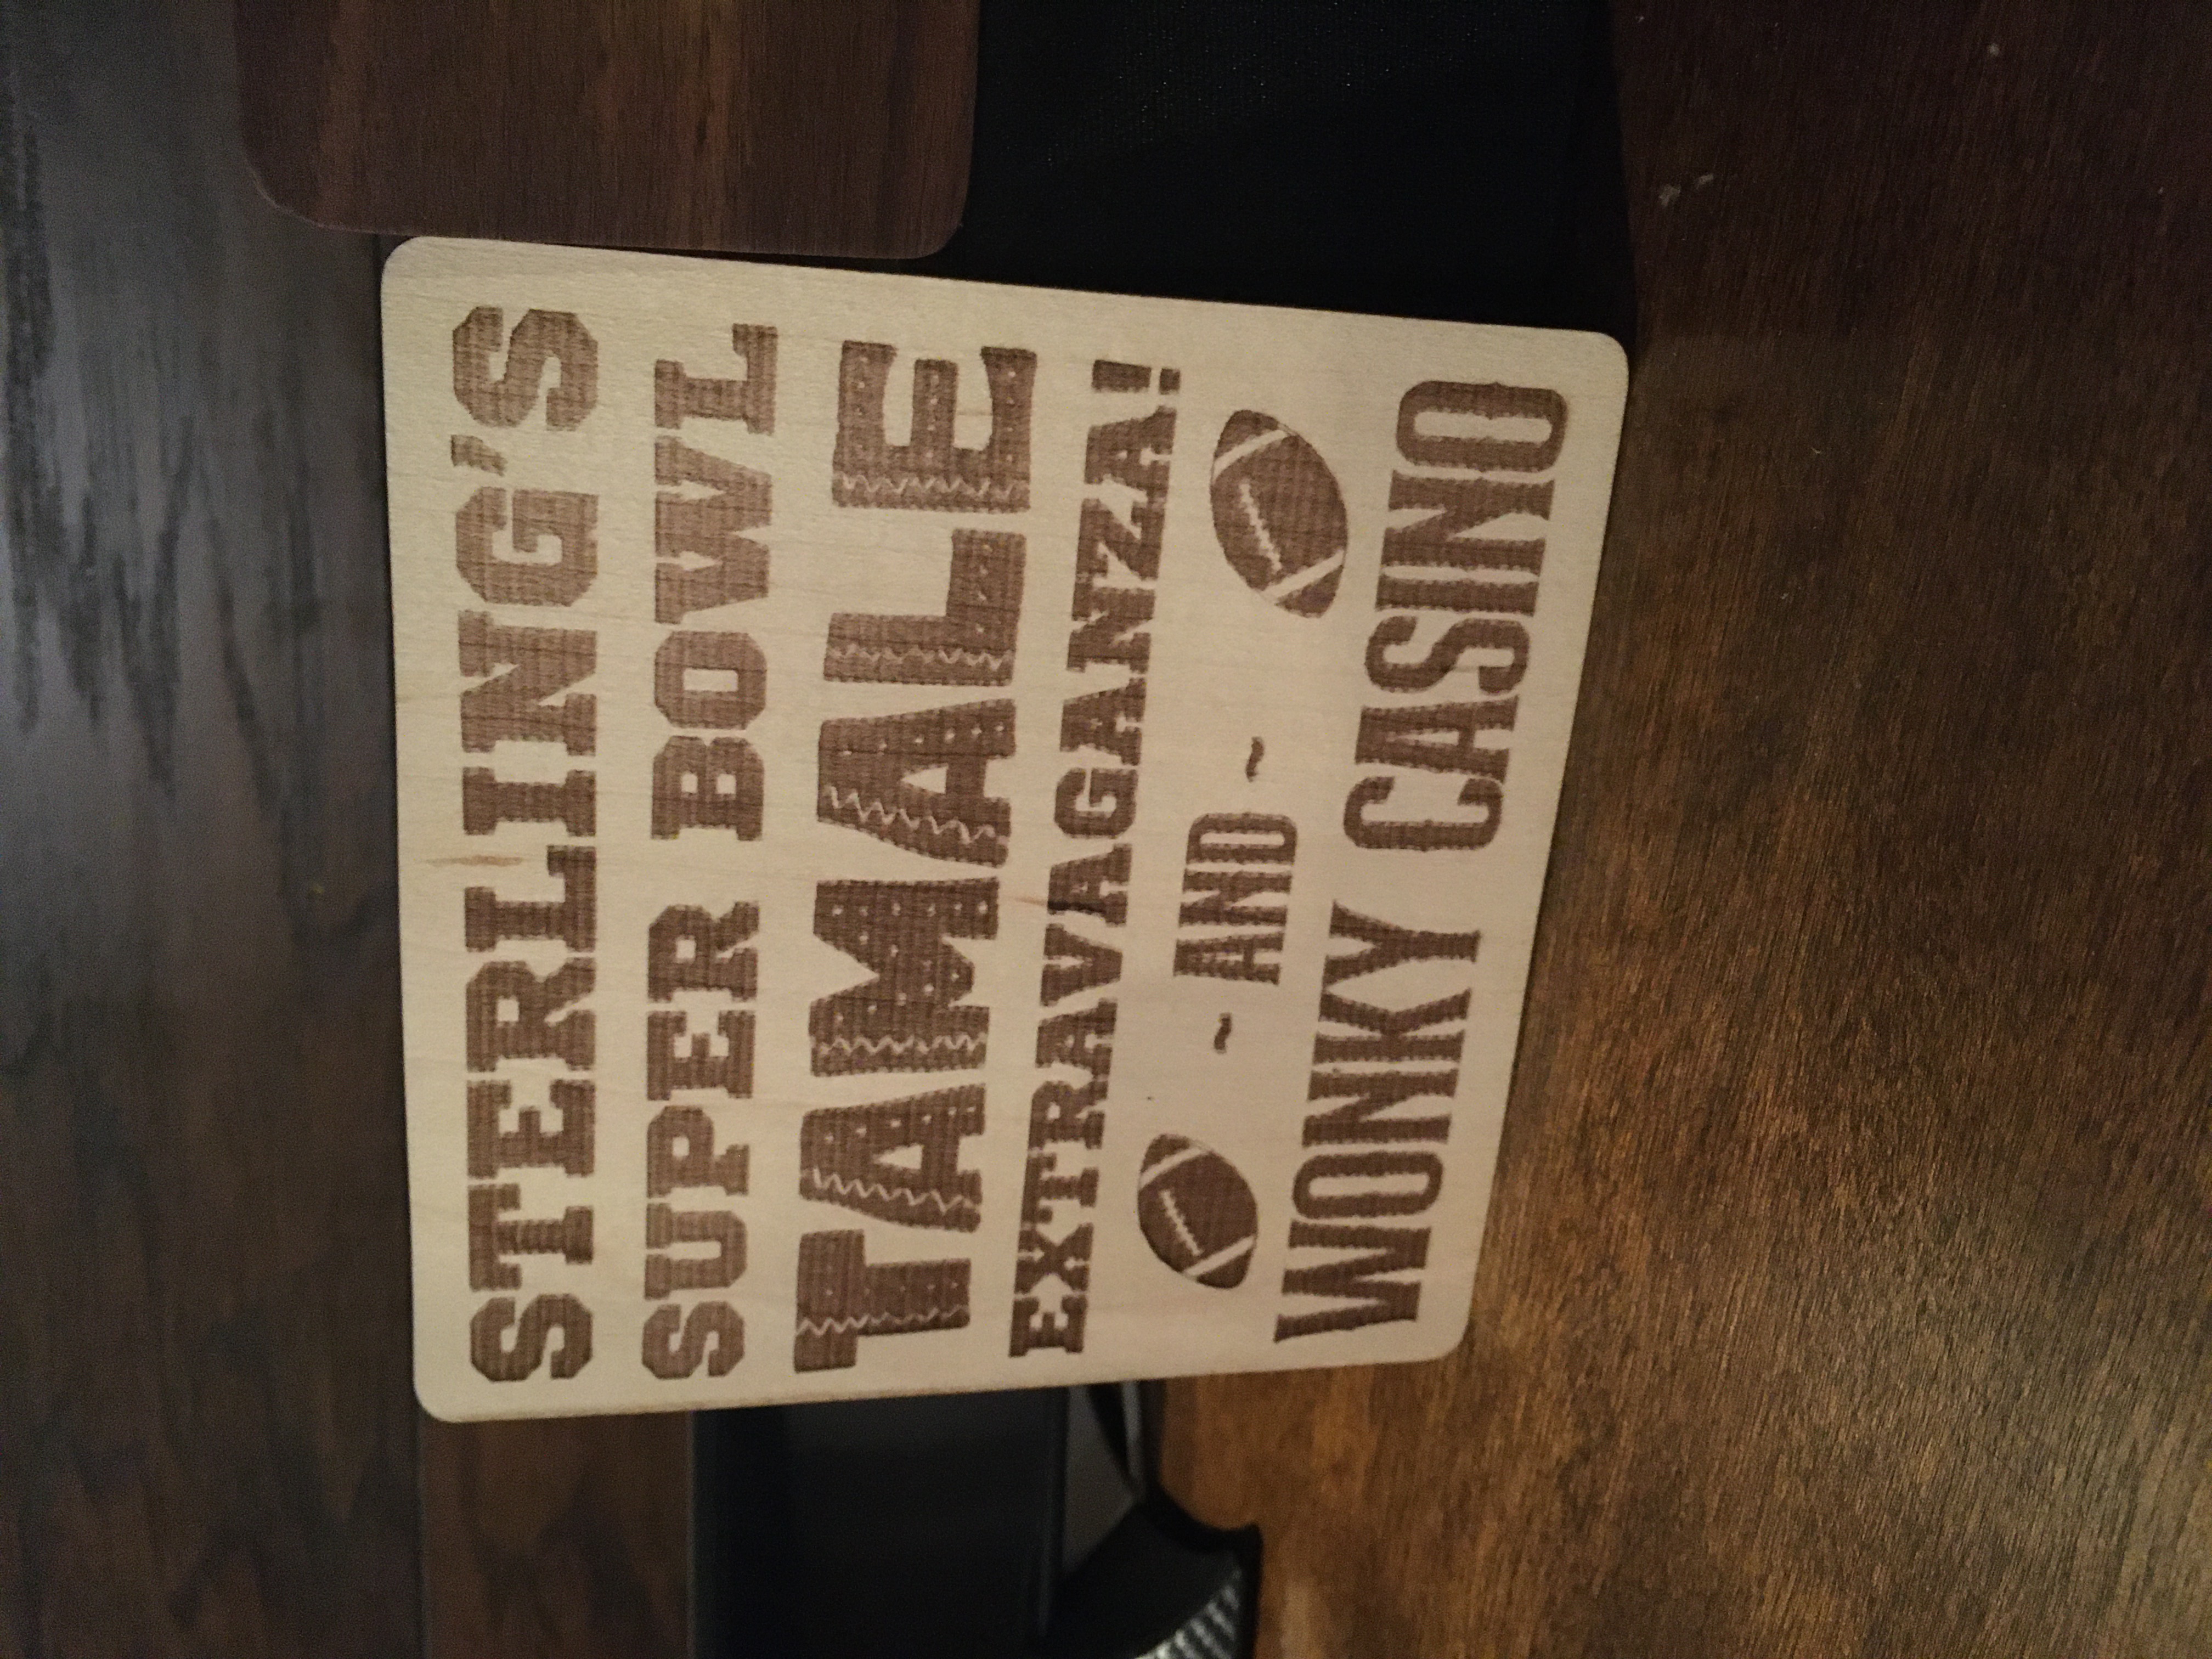 STERLING'S
SUPER BOWL
TAMALE
EXTRAVAGANZA!
~ AND ~
WONKY CASINO